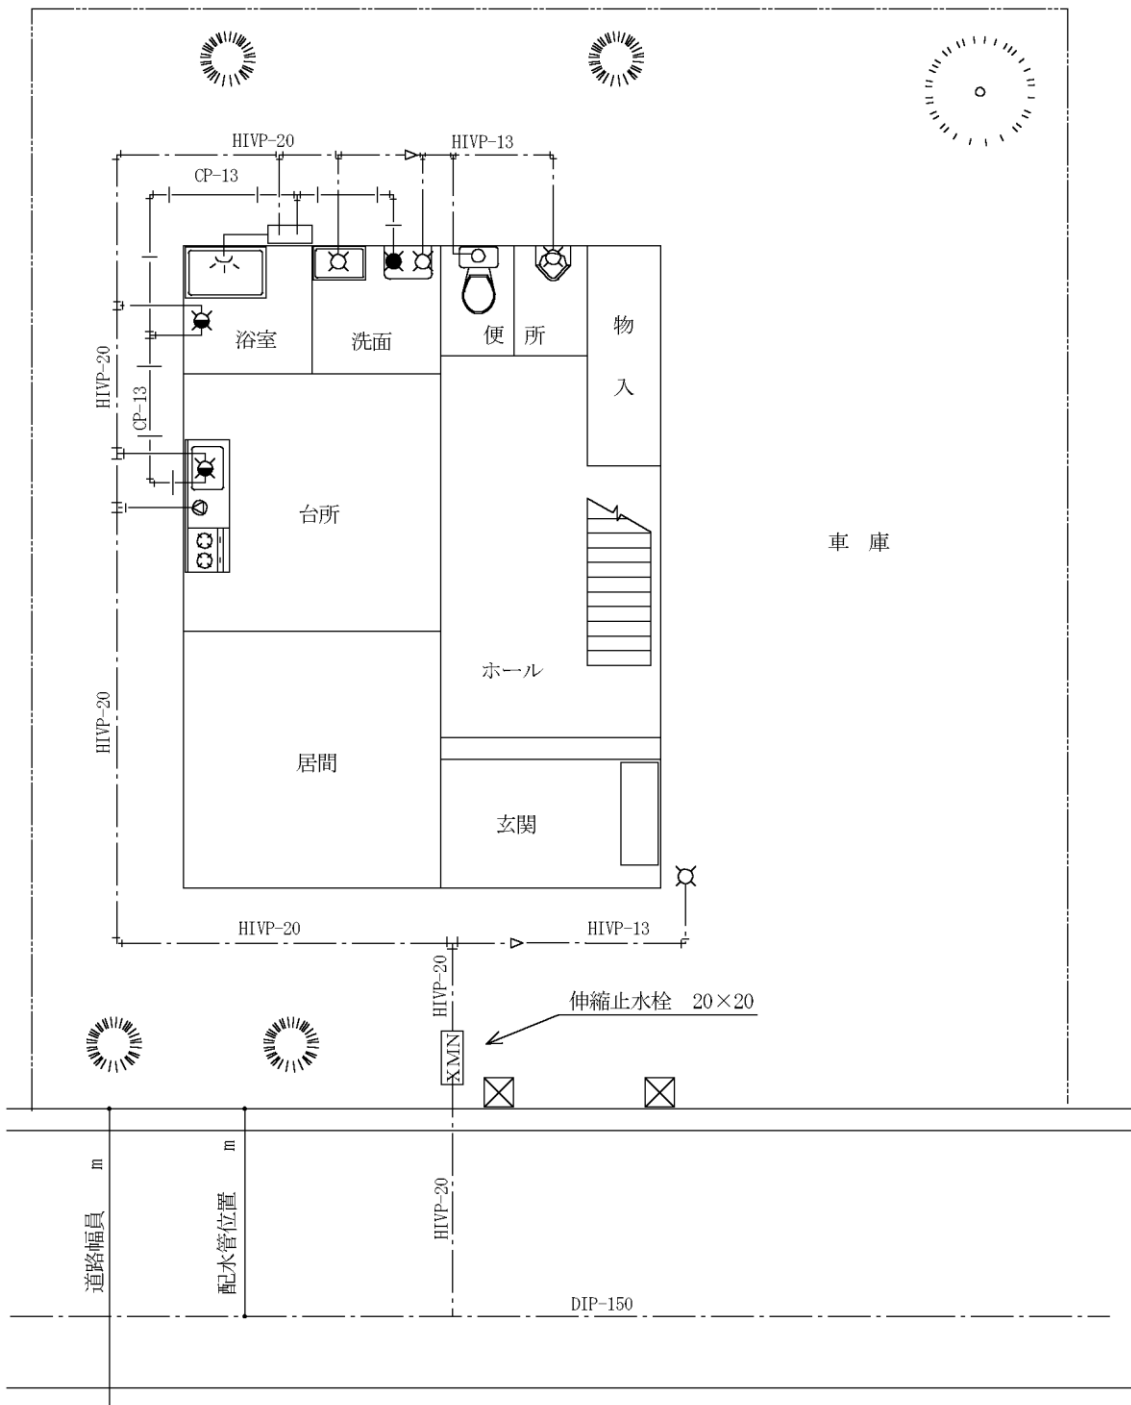 HIVP-20
HIVP-13
CP-13
浴室
洗面
便 所
物入
HIVP-20
CP-13
台所
車 庫
ホール
HIVP-20
居間
玄関
HIVP-20
HIVP-13
HIVP-20
伸縮止水栓 20×20
XMN
道路幅員 m
配水管位置 m
HIVP-20
DIP-150